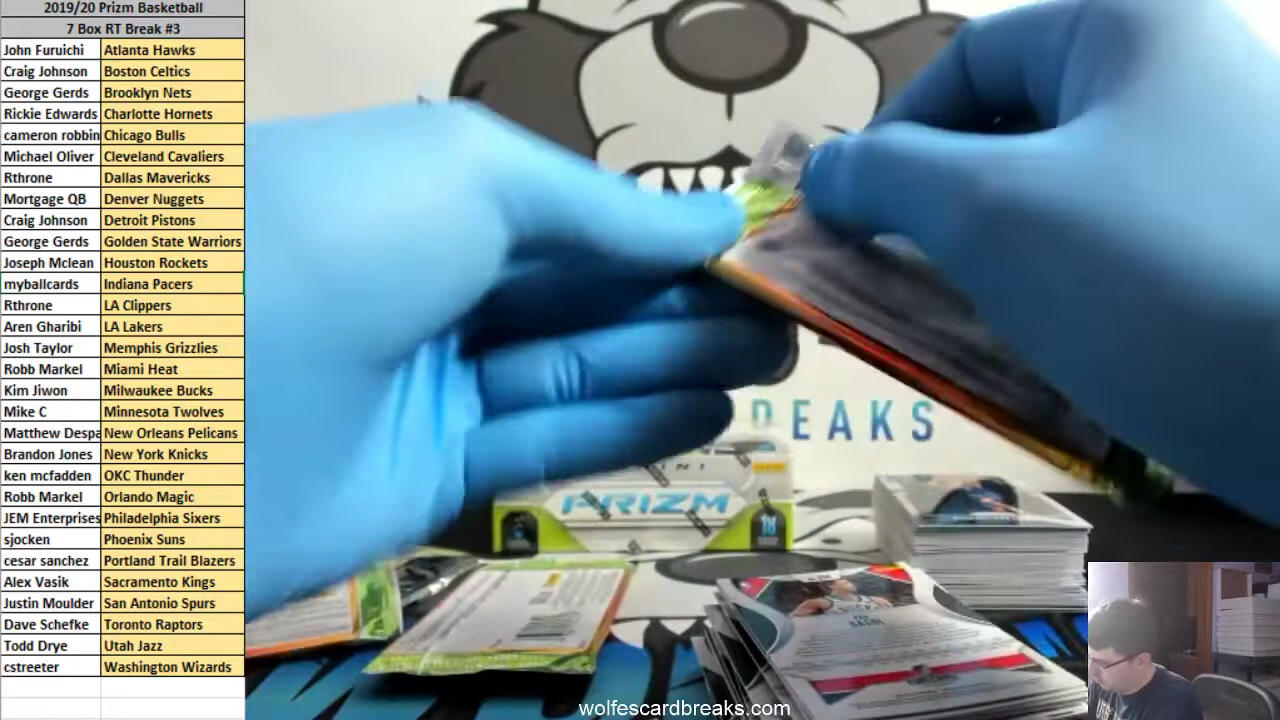 2019/20 Prizm Basketball
7 Box RT Break #3
John Furuichi Atlanta Hawks
Craig Johnson Boston Celtics
George Gerds Brooklyn Nets
Rickie Edwards Charlotte Hornets
cameron robbin Chicago Bulls
Michael Oliver Cleveland Cavaliers
Rthrone Dallas Mavericks
Mortgage QB Denver Nuggets
Craig Johnson Detroit Pistons
George Gerds Golden State Warriors
Joseph Mclean Houston Rockets
myballcards Indiana Pacers
Rthrone LA Clippers
Aren Gharibi LA Lakers
Josh Taylor Memphis Grizzlies
Robb Markel Miami Heat
Kim Jiwon Milwaukee Bucks
Mike C Minnesota Twolves
Matthew Despa New Orleans Pelicans
Brandon Jones New York Knicks
ken mcfadden OKC Thunder
Robb Markel Orlando Magic
JEM Enterprises Philadelphia Sixers
sjocken Phoenix Suns
cesar sanchez Portland Trail Blazers
Alex Vasik Sacramento Kings
Justin Moulder San Antonio Spurs
Dave Schefke Toronto Raptors
Todd Drye Utah Jazz
cstreeter Washington Wizards
EAKS
PRIZM
wolfescardbreaks.com